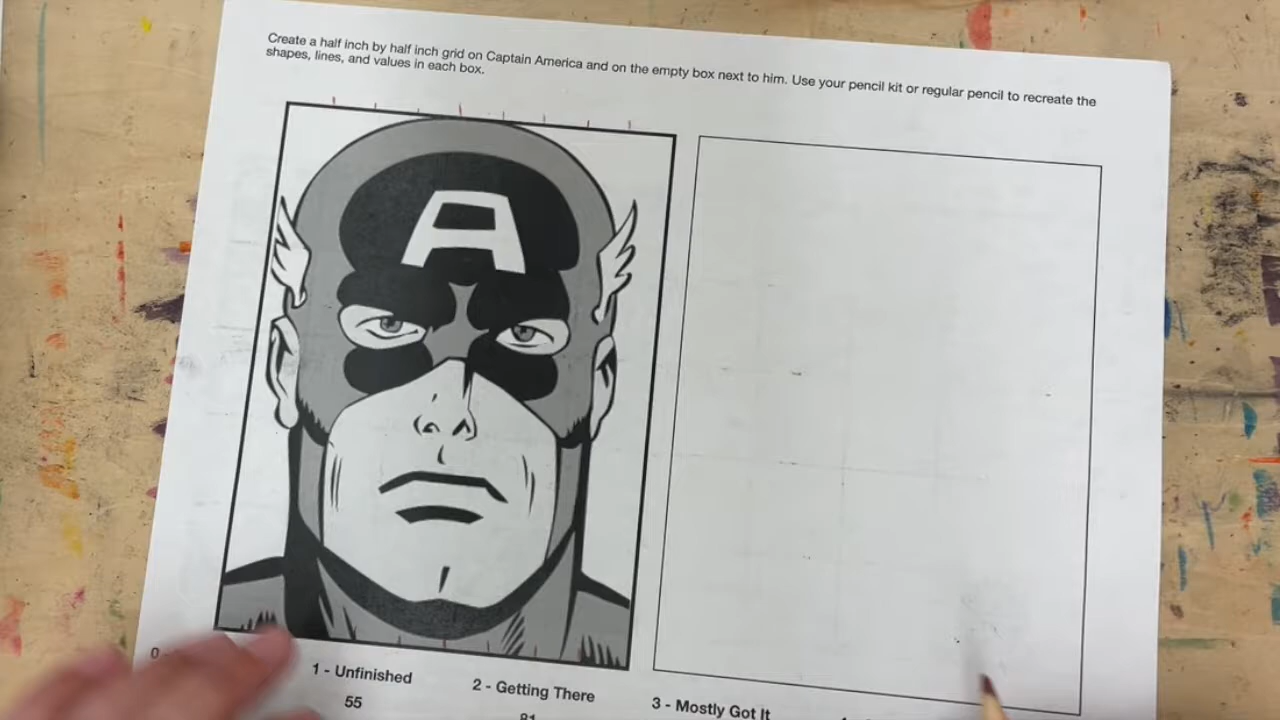 Create a half inch by half inch grid on Captain America and on the empty box next to him. Use your pencil kit or regular pencil to recreate the
shapes, lines, and values in each box.
A
0
1 - Unfinished
2 - Getting There
3 - Mostly Got It
55
81